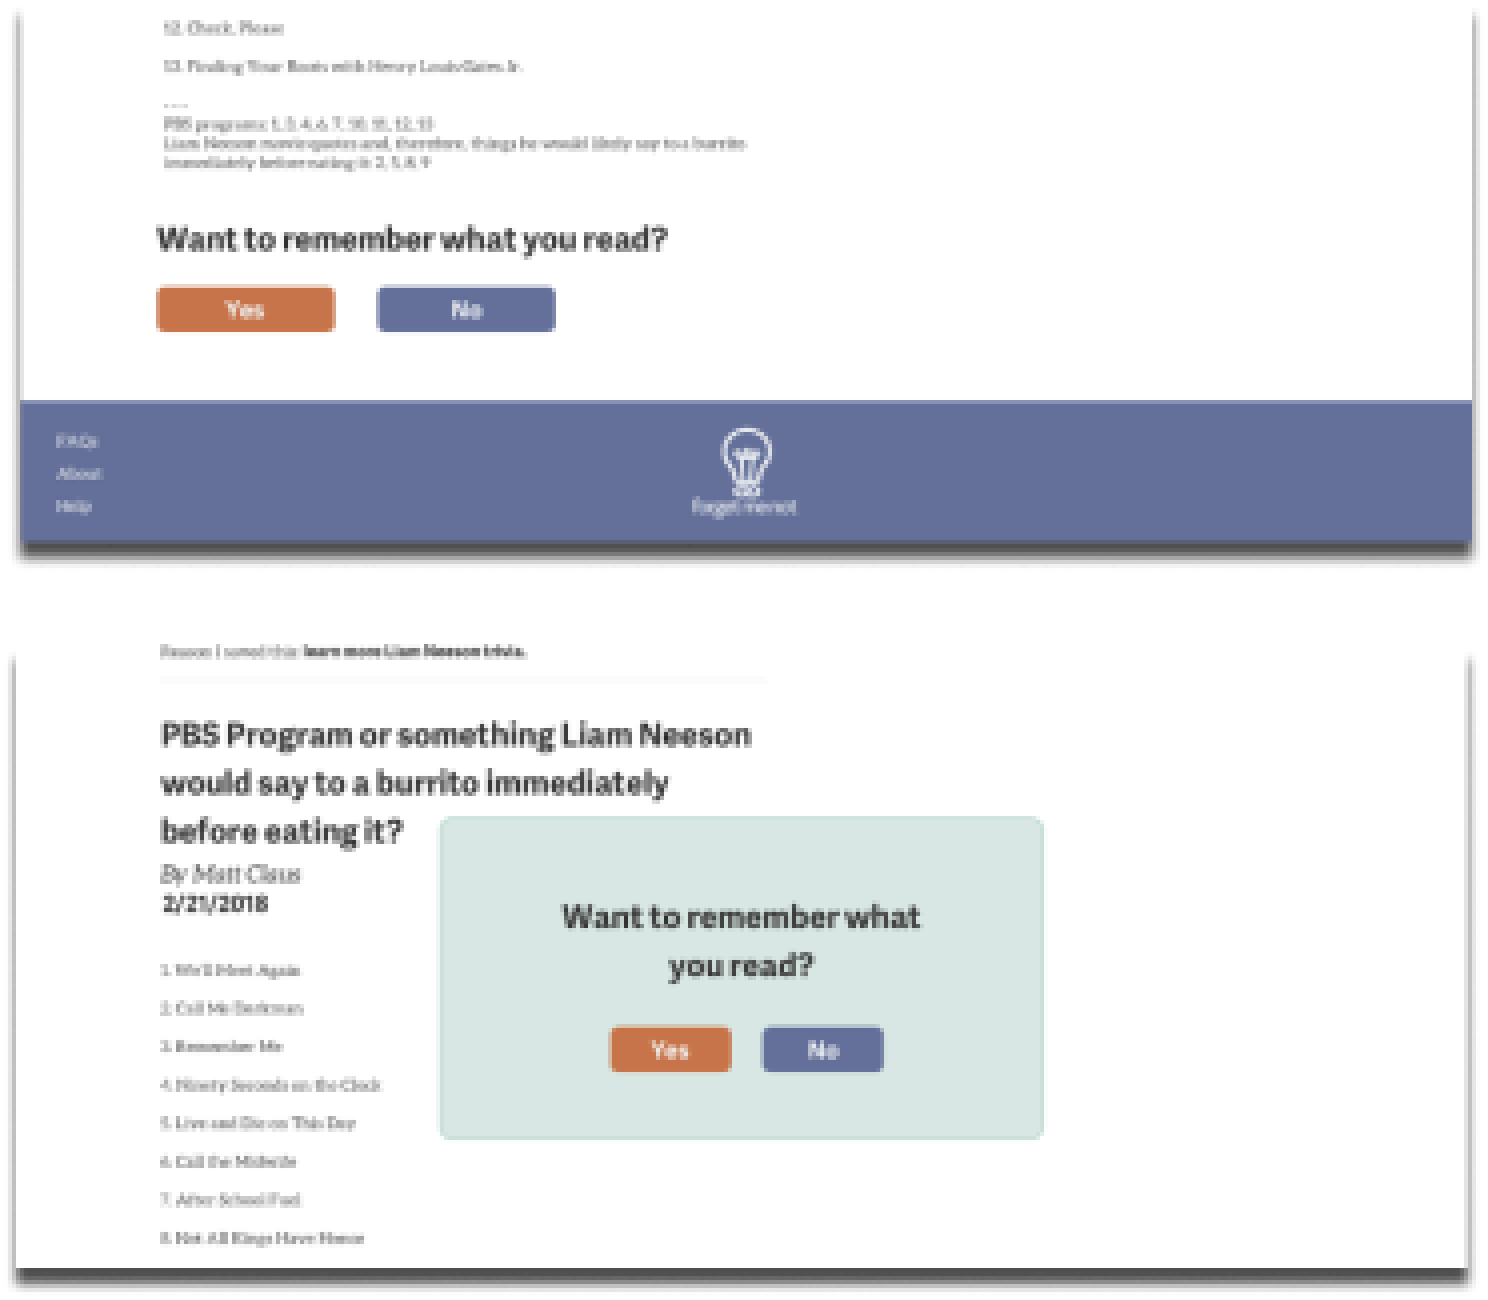 12. Check, Please
13. Finding Your Roots with Henry Louis Gates Jr.
----
PBS programs: 1, 3, 4, 6, 7, 10, 11, 12, 13
Liam Neeson movie quotes and, therefore, things he would likely say to a burrito
immediately before eating it: 2, 5, 8, 9
Want to remember what you read?
Yes
No
FAQs
About
Help
forget me not
Reason I saved this: learn more Liam Neeson trivia.
PBS Program or something Liam Neeson
would say to a burrito immediately
before eating it?
By Matt Claus
2/21/2018
1. We'll Meet Again
2. Call Me Darkman
3. Remember Me
4. Ninety Seconds on the Clock
5. Live and Die on This Day
6. Call the Midwife
7. After School Fuel
8. Not All Kings Have Honor
Want to remember what
you read?
Yes
No